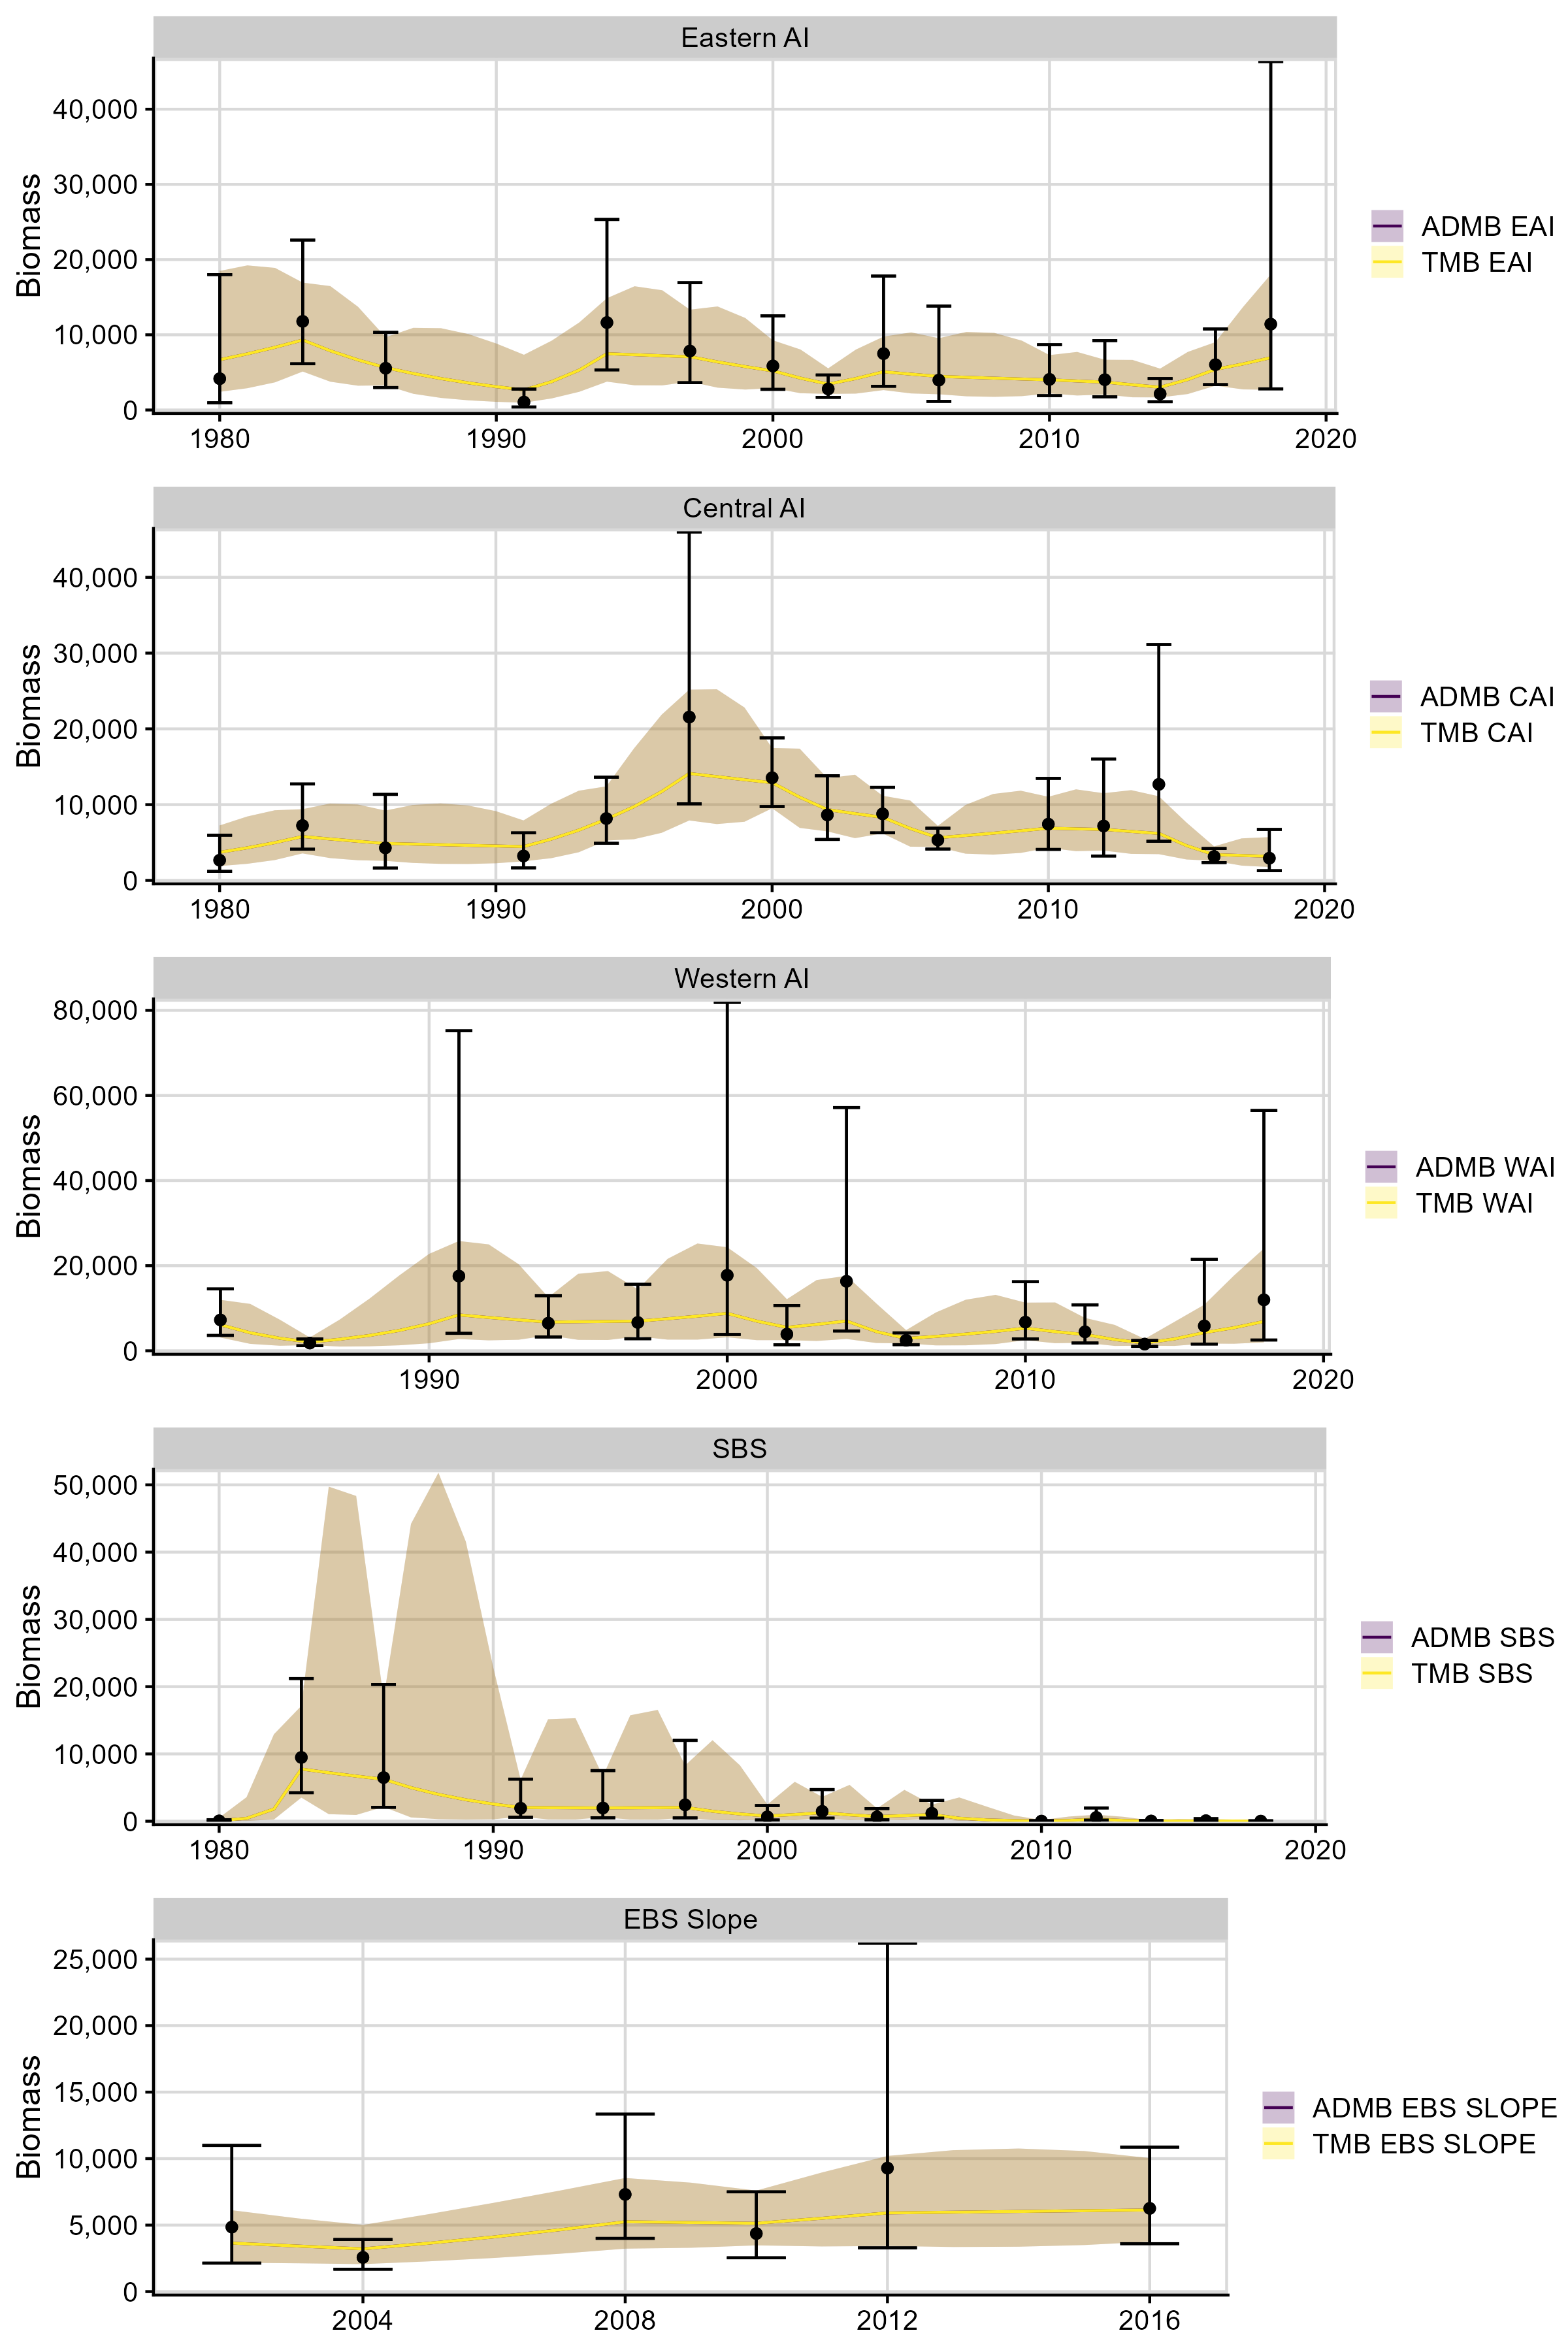 Eastern AI
Biomass
40,000
30,000
20,000
10,000
0
1980
1990
2000
2010
2020
ADMB EAI
TMB EAI
Central AI
Biomass
40,000
30,000
20,000
10,000
0
1980
1990
2000
2010
2020
ADMB CAI
TMB CAI
Western AI
Biomass
80,000
60,000
40,000
20,000
0
1990
2000
2010
2020
ADMB WAI
TMB WAI
SBS
Biomass
50,000
40,000
30,000
20,000
10,000
0
1980
1990
2000
2010
2020
ADMB SBS
TMB SBS
EBS Slope
Biomass
25,000
20,000
15,000
10,000
5,000
0
2004
2008
2012
2016
ADMB EBS SLOPE
TMB EBS SLOPE